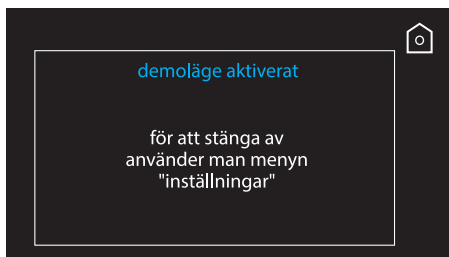 demoläge aktiverat
för att stänga av
använder man menyn
"inställningar"